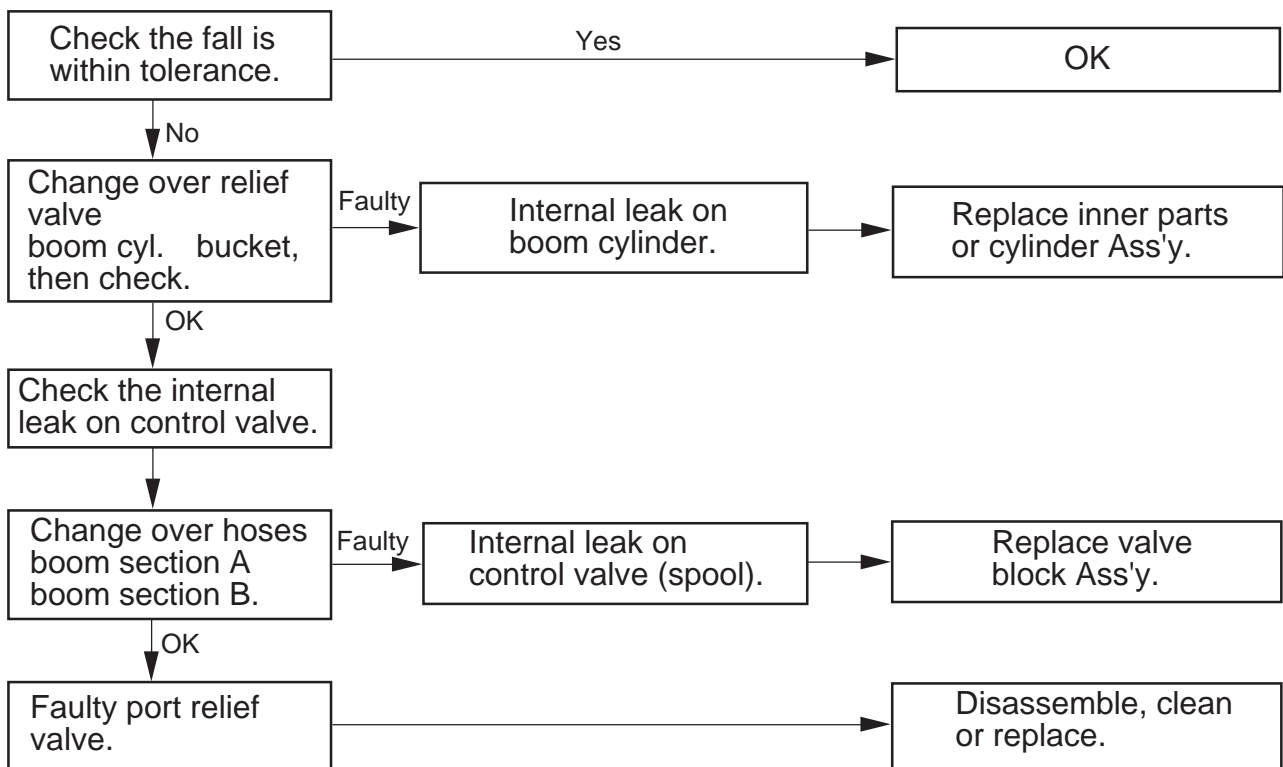 Check the fall is
within tolerance.
Yes
OK
No
Change over relief
valve
boom cyl. bucket,
then check.
Faulty
Internal leak on
boom cylinder.
Replace inner parts
or cylinder Ass'y.
OK
Check the internal
leak on control valve.
Change over hoses
boom section A
boom section B.
Faulty
Internal leak on
control valve (spool).
Replace valve
block Ass'y.
OK
Faulty port relief
valve.
Disassemble, clean
or replace.